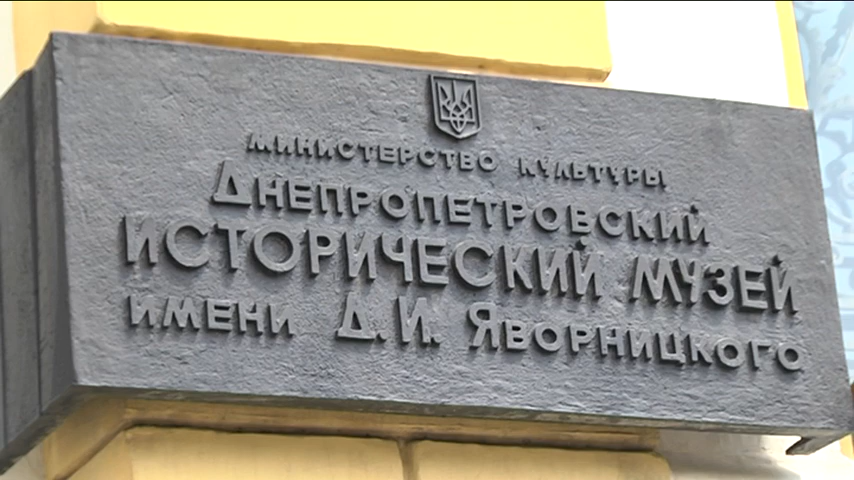 МИНИСТЕРСТВО КУЛЬТУРЫ
ДНЕПРОПЕТРОВСКИЙ
ИСТОРИЧЕСКИЙ МУЗЕЙ
ИМЕНИ Д.И. ЯВОРНИЦКОГО